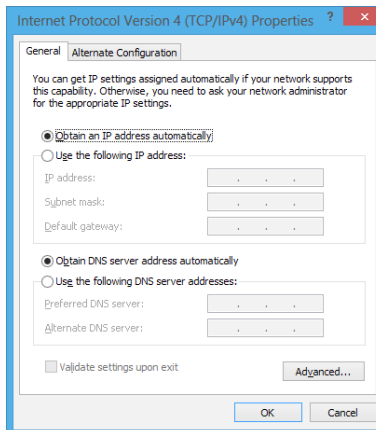 Internet Protocol Version 4 (TCP/IPv4) Properties ? ×
General Alternate Configuration
You can get IP settings assigned automatically if your network supports
this capability. Otherwise, you need to ask your network administrator
for the appropriate IP settings.
Obtain an IP address automatically
Use the following IP address:
IP address: . . .
Subnet mask: . . .
Default gateway: . . .
Obtain DNS server address automatically
Use the following DNS server addresses:
Preferred DNS server: . . .
Alternate DNS server: . . .
Validate settings upon exit
Advanced...
OK Cancel